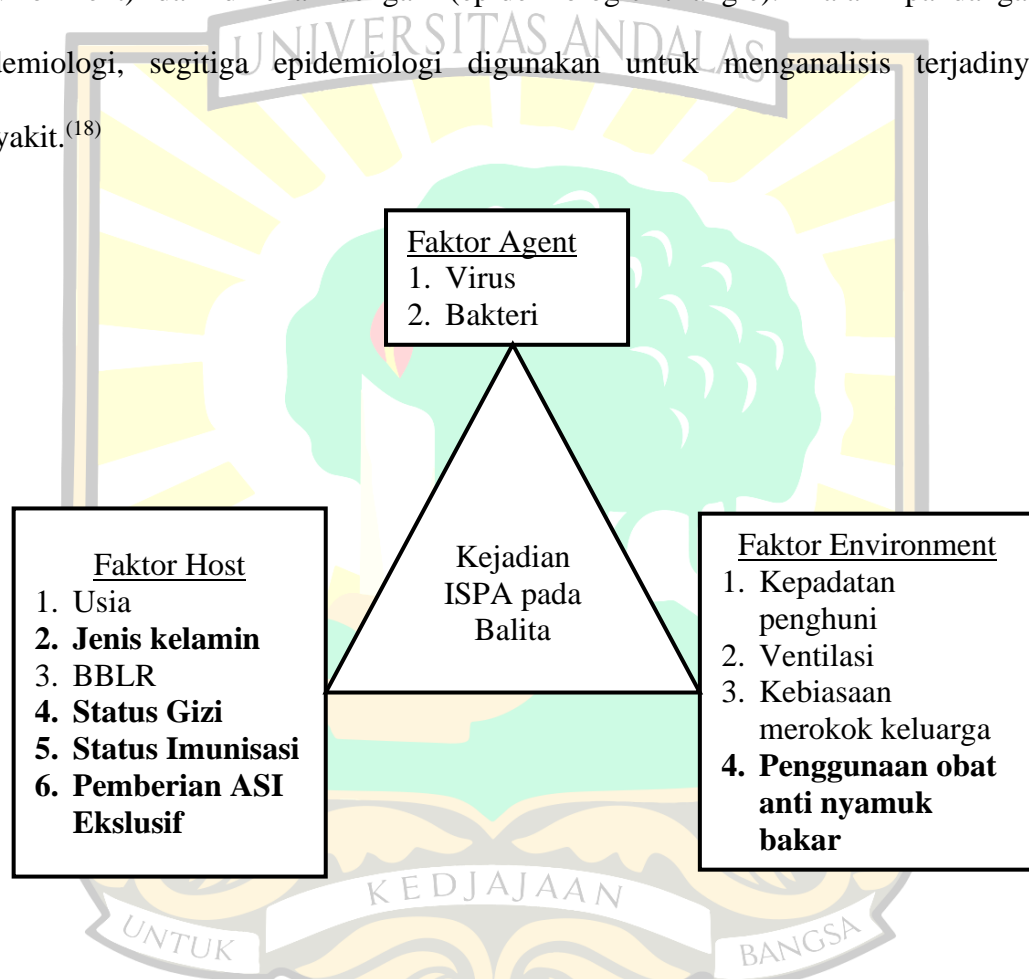 (epidemiologic triangle). Dalam
UNIVERSITAS ANDALAS
segitiga epidemiologi digunakan untuk menganalisis
(18)
Faktor Agent
1. Virus
2. Bakteri
Kejadian
ISPA pada
Balita
Faktor Host
1. Usia
2. Jenis kelamin
3. BBLR
4. Status Gizi
5. Status Imunisasi
6. Pemberian ASI
Ekslusif
Faktor Environment
1. Kepadatan
penghuni
2. Ventilasi
3. Kebiasaan
merokok keluarga
4. Penggunaan obat
anti nyamuk
bakar
UNTUK KEDJAJAAN BANGSA